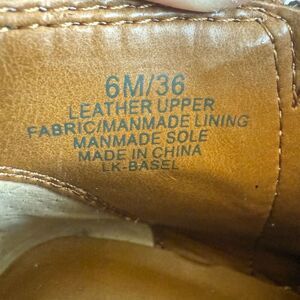 6M/36
LEATHER UPPER
FABRIC/MANMADE LINING
MANMADE SOLE
MADE IN CHINA
LK-BASEL